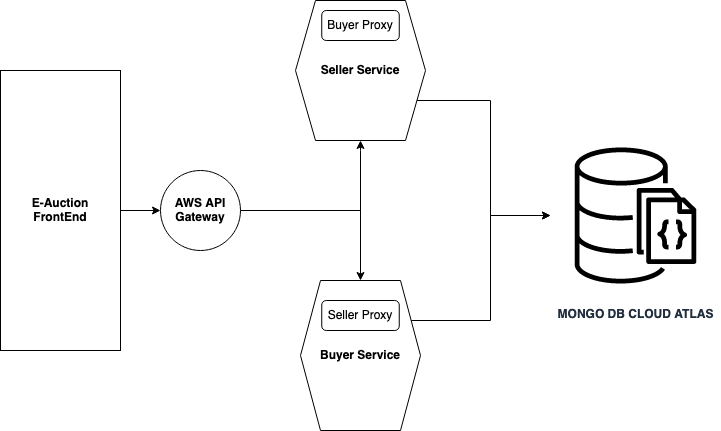 Buyer Proxy
Seller Service
E-Auction
FrontEnd
AWS API
Gateway
{}
MONGO DB CLOUD ATLAS
Seller Proxy
Buyer Service